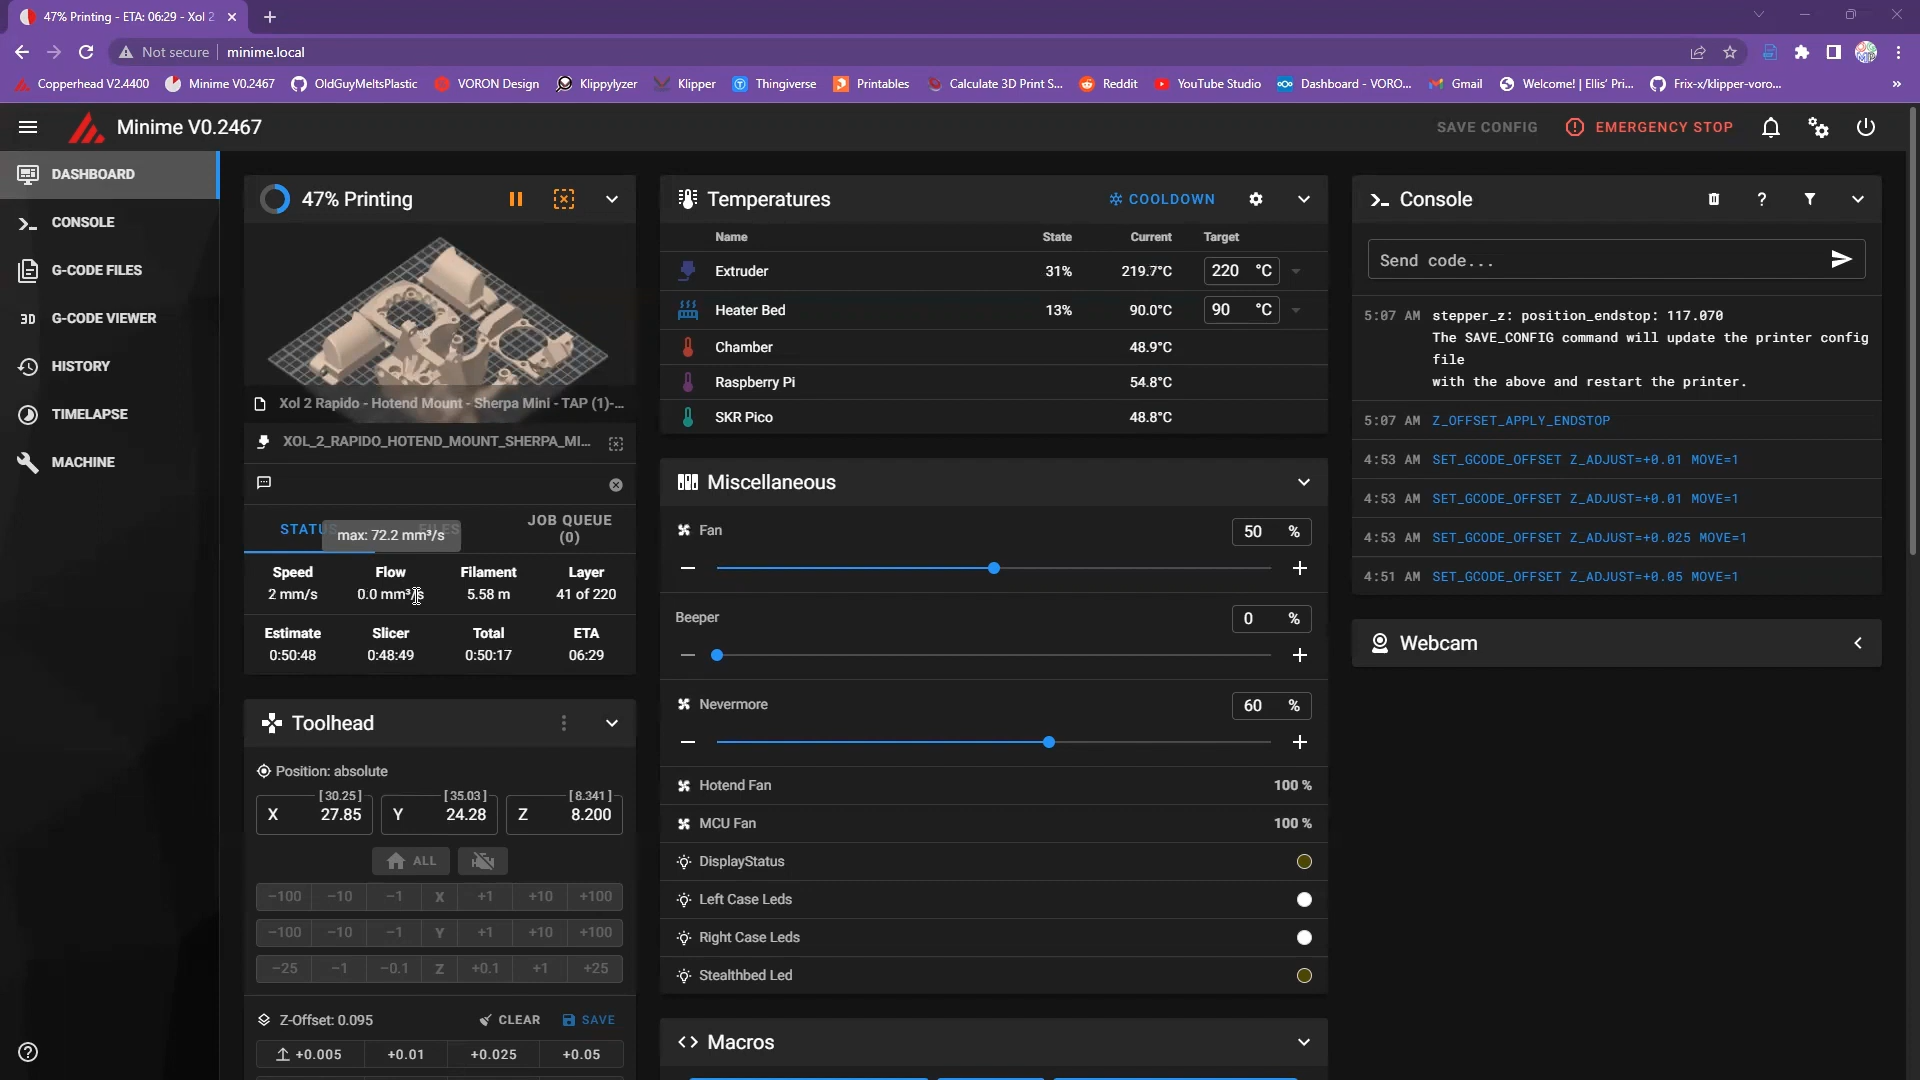 47% Printing - ETA: 06:29 - Xol 2
Not secure minime.local
Copperhead V2.4400 Minime V0.2467 OldGuyMeltsPlastic VORON Design Klippylyzer Klipper Thingiverse Printables Calculate 3D Print S... Reddit YouTube Studio Dashboard - VORO... Gmail Welcome! | Ellis' Pri... Frix-x/klipper-voro... »
Minime V0.2467
SAVE CONFIG
EMERGENCY STOP
DASHBOARD
CONSOLE
G-CODE FILES
3D G-CODE VIEWER
HISTORY
TIMELAPSE
MACHINE
47% Printing
Xol 2 Rapido - Hotend Mount - Sherpa Mini - TAP (1)-...
XOL_2_RAPIDO_HOTEND_MOUNT_SHERPA_MI...
STATUS FILES JOB QUEUE
(0)
max: 72.2 mm³/s
Speed Flow Filament Layer
2 mm/s 0.0 mm³/s 5.58 m 41 of 220
Estimate Slicer Total ETA
0:50:48 0:48:49 0:50:17 06:29
Toolhead
Position: absolute
[ 30.25 ] [ 35.03 ] [ 8.341 ]
X 27.85 Y 24.28 Z 8.200
ALL
−100 −10 −1 X +1 +10 +100
−100 −10 −1 Y +1 +10 +100
−25 −1 −0.1 Z +0.1 +1 +25
Z-Offset: 0.095 CLEAR SAVE
+0.005 +0.01 +0.025 +0.05
Temperatures COOLDOWN
Name State Current Target
Extruder 31% 219.7°C 220 °C
Heater Bed 13% 90.0°C 90 °C
Chamber 48.9°C
Raspberry Pi 54.8°C
SKR Pico 48.8°C
Miscellaneous
Fan 50 %
Beeper 0 %
Nevermore 60 %
Hotend Fan 100 %
MCU Fan 100 %
DisplayStatus
Left Case Leds
Right Case Leds
Stealthbed Led
Macros
Console
Send code...
5:07 AM stepper_z: position_endstop: 117.070
The SAVE_CONFIG command will update the printer config
file
with the above and restart the printer.
5:07 AM Z_OFFSET_APPLY_ENDSTOP
4:53 AM SET_GCODE_OFFSET Z_ADJUST=+0.01 MOVE=1
4:53 AM SET_GCODE_OFFSET Z_ADJUST=+0.01 MOVE=1
4:53 AM SET_GCODE_OFFSET Z_ADJUST=+0.025 MOVE=1
4:51 AM SET_GCODE_OFFSET Z_ADJUST=+0.05 MOVE=1
Webcam